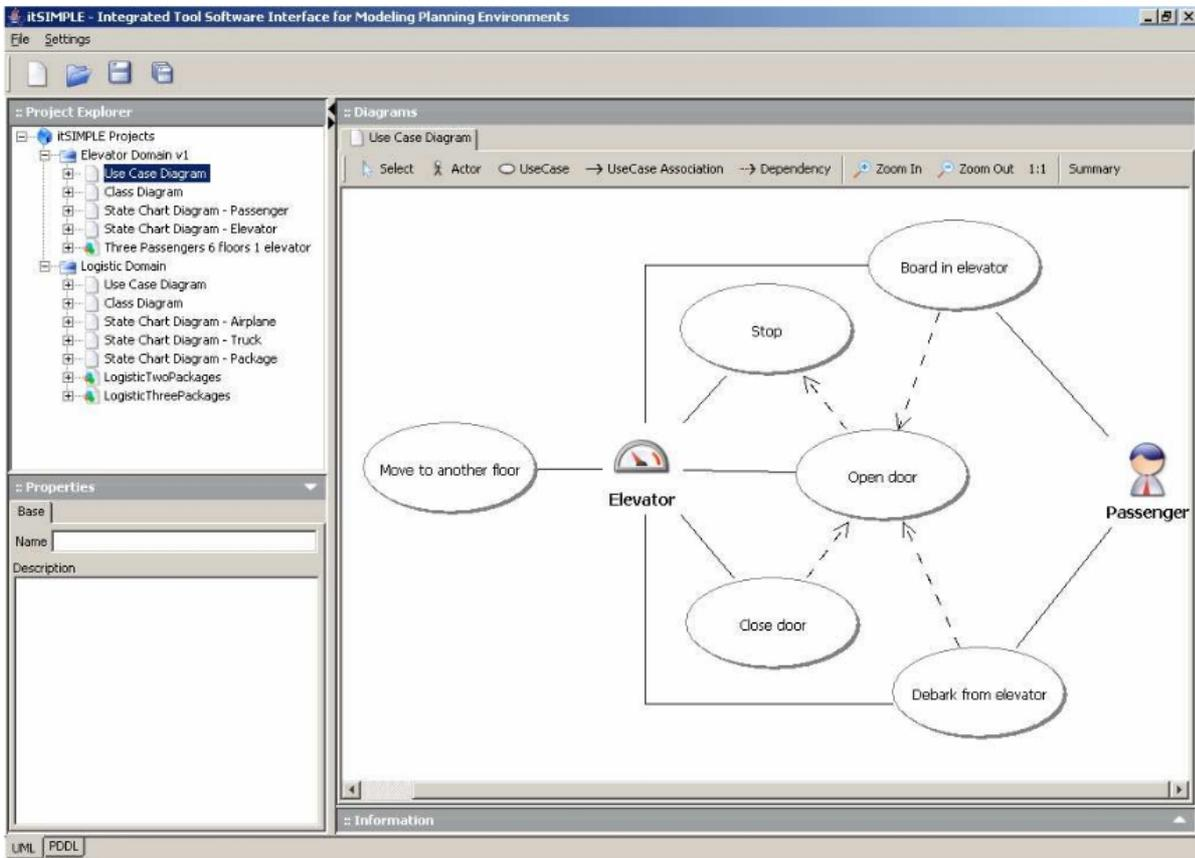 itSIMPLE - Integrated Tool Software Interface for Modeling Planning Environments
File Settings
:: Project Explorer
itSIMPLE Projects
Elevator Domain v1
Use Case Diagram
Class Diagram
State Chart Diagram - Passenger
State Chart Diagram - Elevator
Three Passengers 6 floors 1 elevator
Logistic Domain
Use Case Diagram
Class Diagram
State Chart Diagram - Airplane
State Chart Diagram - Truck
State Chart Diagram - Package
LogisticTwoPackages
LogisticThreePackages
:: Properties
Base
Name
Description
:: Diagrams
Use Case Diagram
Select Actor UseCase UseCase Association Dependency Zoom In Zoom Out 1:1 Summary
Board in elevator
Stop
Move to another floor
Elevator
Open door
Passenger
Close door
Debark from elevator
:: Information
UML PDDL